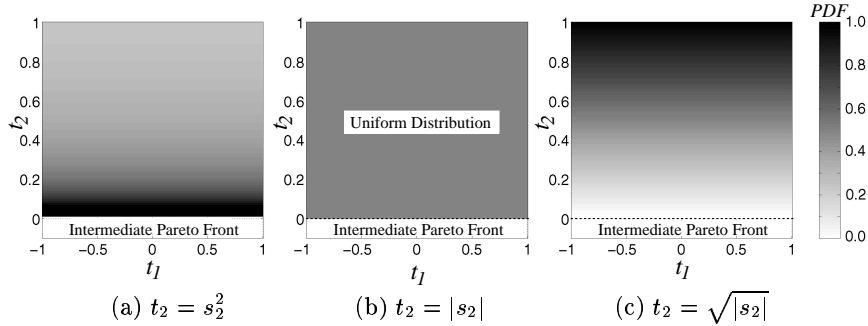 PDF
1
0.8
0.6
0.4
0.2
0
t2
Intermediate Pareto Front
−1 −0.5 0 0.5 1
t1
(a) t2 = s2^2
1
0.8
0.6
0.4
0.2
0
t2
Uniform Distribution
Intermediate Pareto Front
−1 −0.5 0 0.5 1
t1
(b) t2 = |s2|
1
0.8
0.6
0.4
0.2
0
t2
Intermediate Pareto Front
−1 −0.5 0 0.5 1
t1
(c) t2 = √|s2|
1.0
0.8
0.6
0.4
0.2
0.0